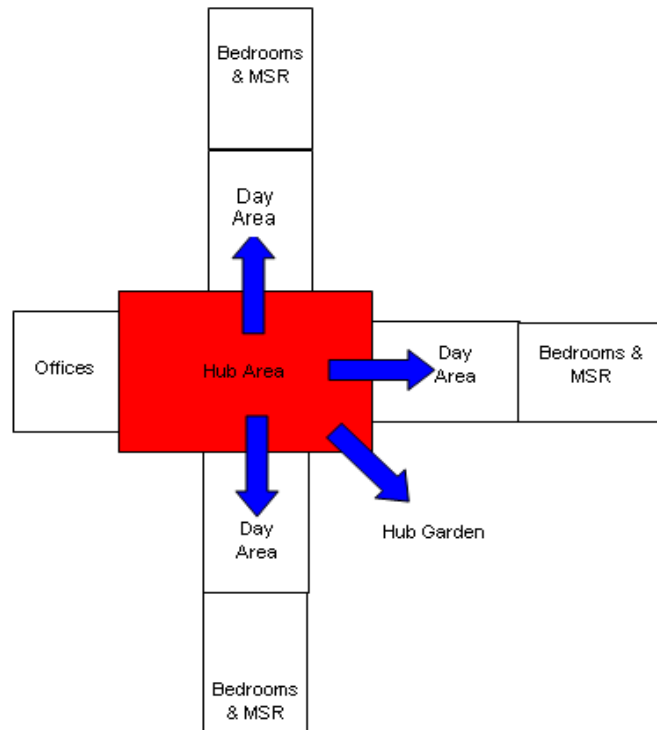 Bedrooms
& MSR
Day
Area
Offices
Hub Area
Day
Area
Bedrooms &
MSR
Day
Area
Hub Garden
Bedrooms
& MSR